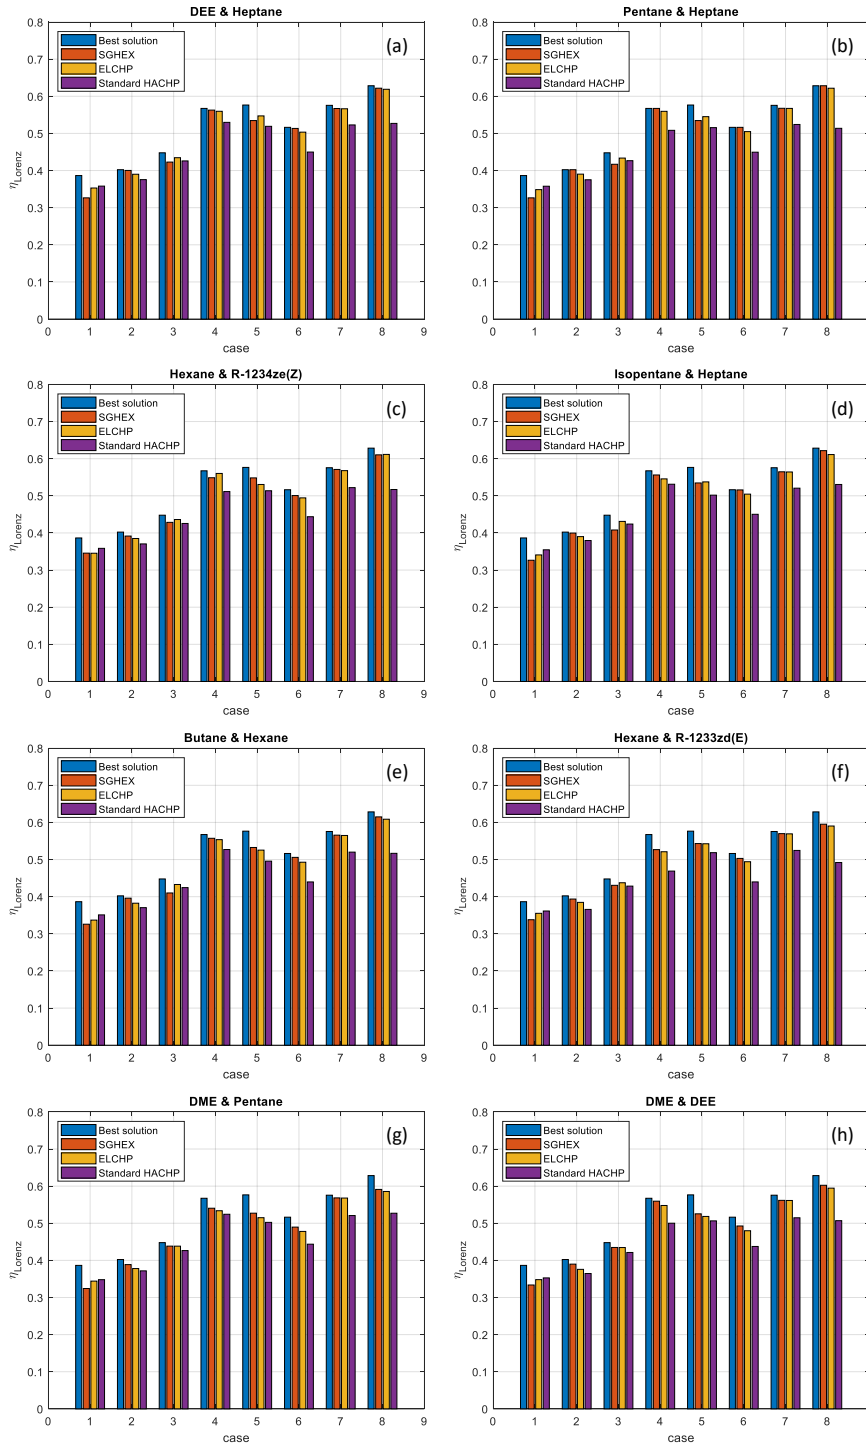 DEE & Heptane
Best solution
SGHEX
ELCHP
Standard HACHP
(a)
0.8
0.7
0.6
0.5
0.4
0.3
0.2
0.1
0
ηLorenz
0 1 2 3 4 5 6 7 8 9
case
Pentane & Heptane
Best solution
SGHEX
ELCHP
Standard HACHP
(b)
0.8
0.7
0.6
0.5
0.4
0.3
0.2
0.1
0
ηLorenz
0 1 2 3 4 5 6 7 8
case
Hexane & R-1234ze(Z)
Best solution
SGHEX
ELCHP
Standard HACHP
(c)
0.8
0.7
0.6
0.5
0.4
0.3
0.2
0.1
0
ηLorenz
0 1 2 3 4 5 6 7 8 9
case
Isopentane & Heptane
Best solution
SGHEX
ELCHP
Standard HACHP
(d)
0.8
0.7
0.6
0.5
0.4
0.3
0.2
0.1
0
ηLorenz
0 1 2 3 4 5 6 7 8
case
Butane & Hexane
Best solution
SGHEX
ELCHP
Standard HACHP
(e)
0.8
0.7
0.6
0.5
0.4
0.3
0.2
0.1
0
ηLorenz
0 1 2 3 4 5 6 7 8 9
case
Hexane & R-1233zd(E)
Best solution
SGHEX
ELCHP
Standard HACHP
(f)
0.8
0.7
0.6
0.5
0.4
0.3
0.2
0.1
0
ηLorenz
0 1 2 3 4 5 6 7 8
case
DME & Pentane
Best solution
SGHEX
ELCHP
Standard HACHP
(g)
0.8
0.7
0.6
0.5
0.4
0.3
0.2
0.1
0
ηLorenz
0 1 2 3 4 5 6 7 8 9
case
DME & DEE
Best solution
SGHEX
ELCHP
Standard HACHP
(h)
0.8
0.7
0.6
0.5
0.4
0.3
0.2
0.1
0
ηLorenz
0 1 2 3 4 5 6 7 8
case